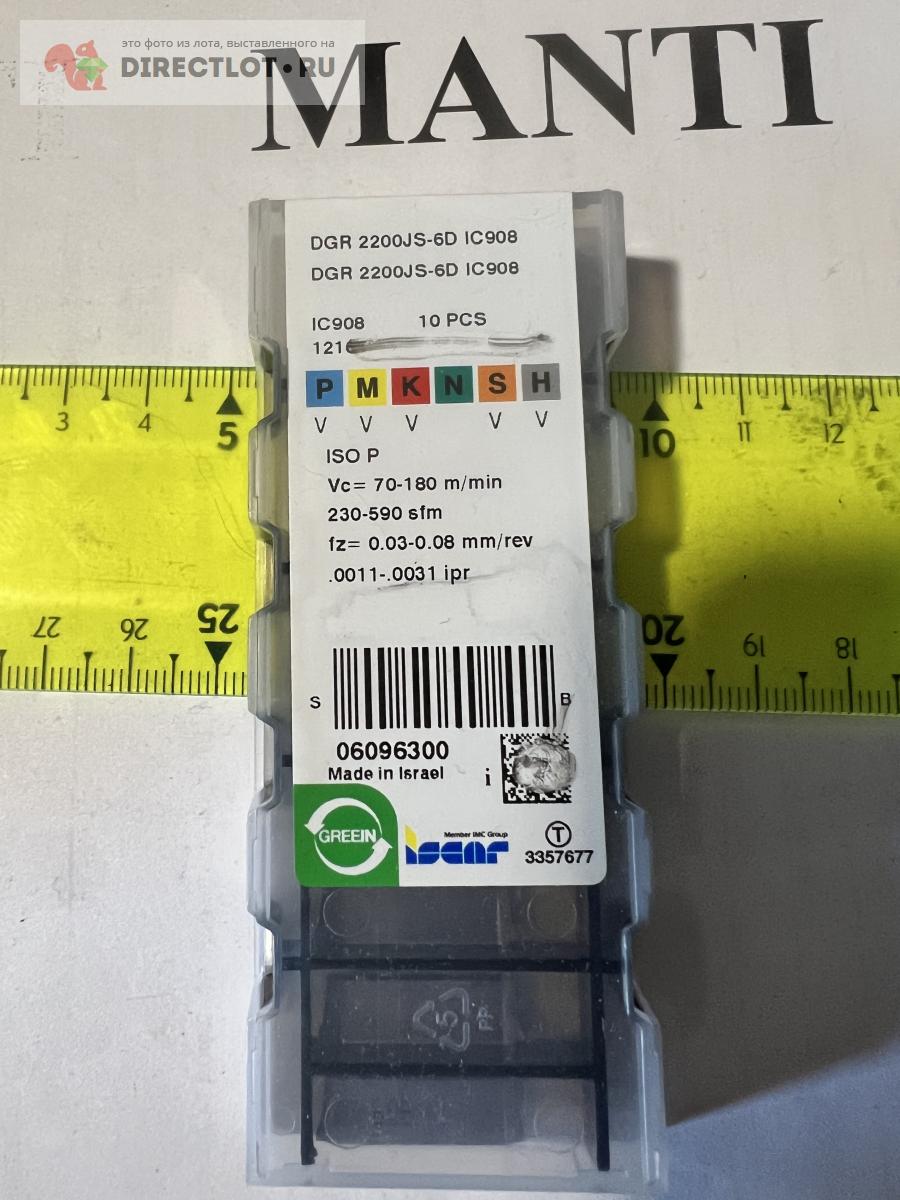 это фото из лота, выставленного на
DIRECTLOT.RU
MANTI
DGR 2200JS-6D IC908
DGR 2200JS-6D IC908
IC908 10 PCS
121
P M K N S H
V V V V V
3 4 5 10 11 12
ISO P
Vc= 70-180 m/min
230-590 sfm
fz= 0.03-0.08 mm/rev
.0011-.0031 ipr
27 26 25 20 19 18
S B
06096300
Made in Israel i
GREEIN
Member IMC Group
iscar
T
3357677
5
PP